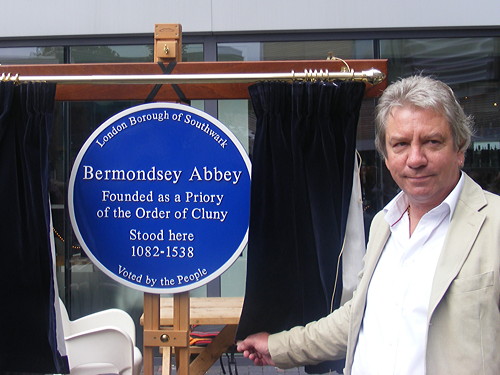 London Borough of Southwark
Bermondsey Abbey
Founded as a Priory
of the Order of Cluny
Stood here
1082-1538
Voted by the People